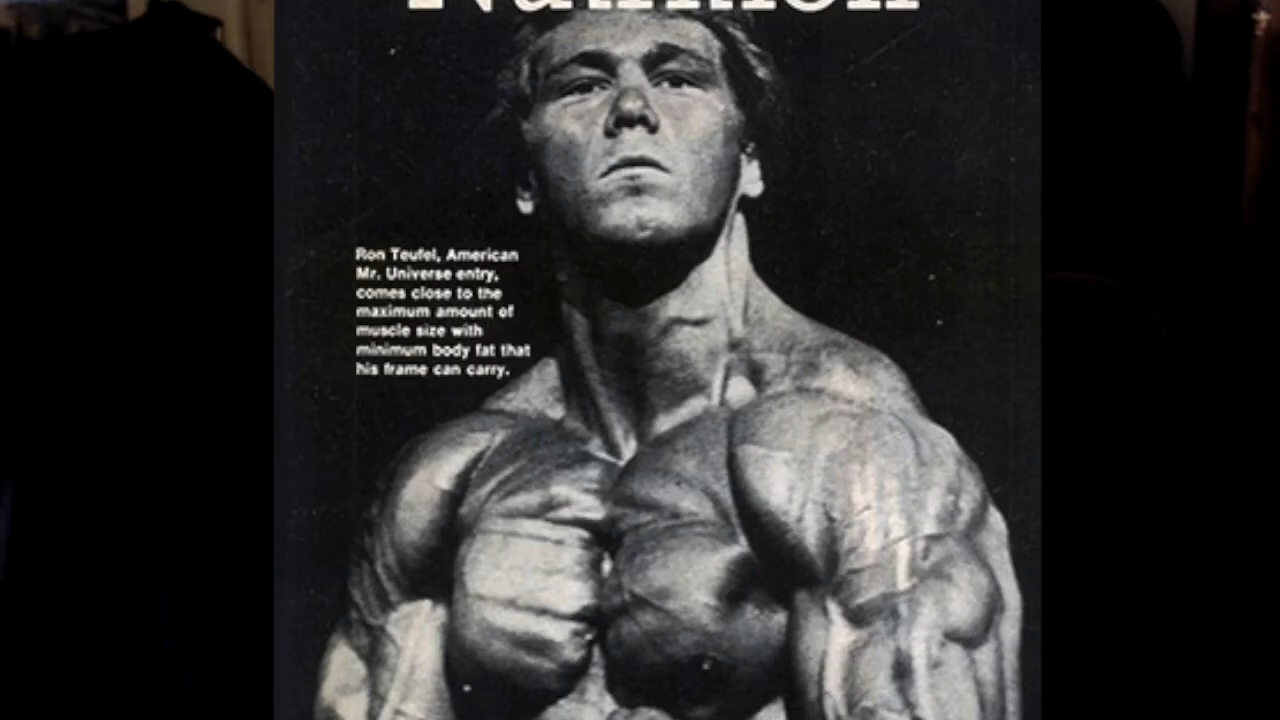 Nutrition
Ron Teufel, American
Mr. Universe entry,
comes close to the
maximum amount of
muscle size with
minimum body fat that
his frame can carry.